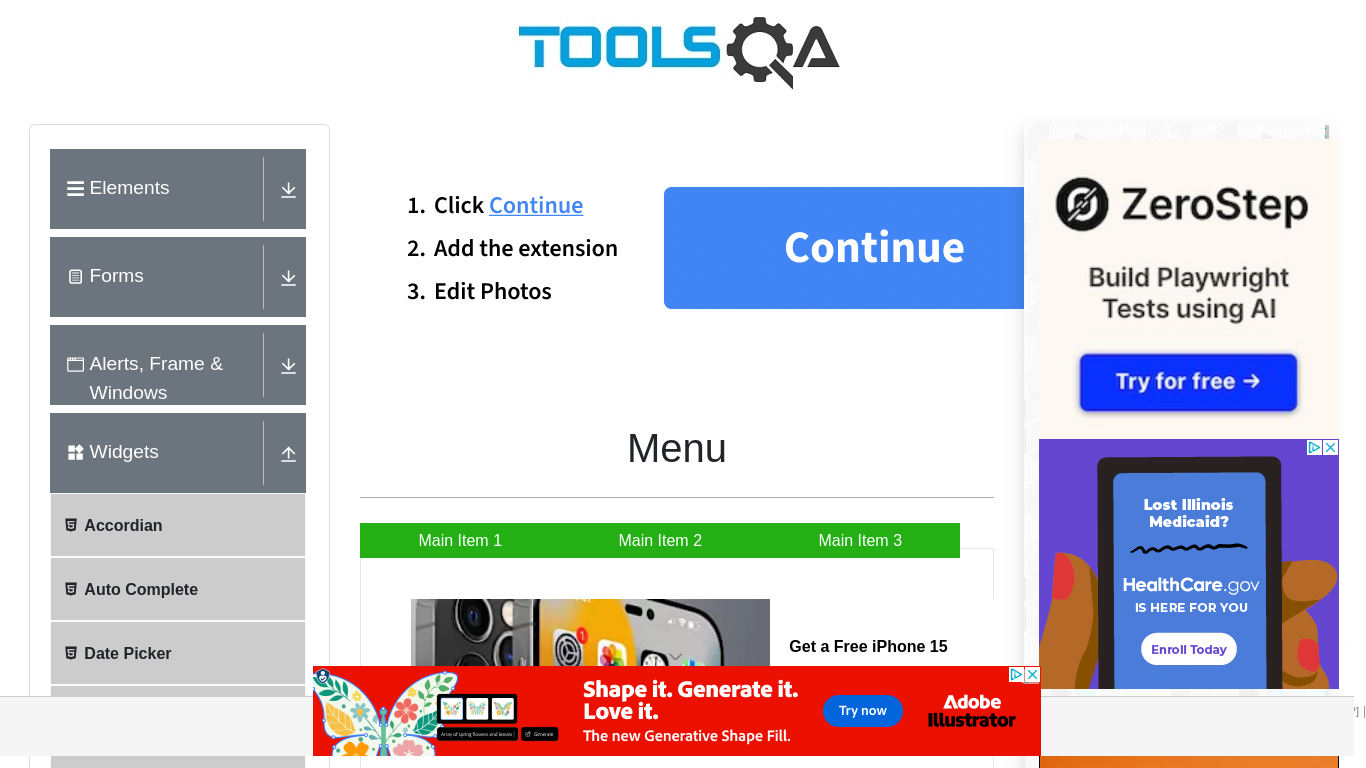 TOOLSQA
Elements
Forms
Alerts, Frame &
Windows
Widgets
Accordian
Auto Complete
Date Picker
1. Click Continue
2. Add the extension
3. Edit Photos
Continue
Menu
Main Item 1
Main Item 2
Main Item 3
Get a Free iPhone 15
ZeroStep
Build Playwright
Tests using AI
Try for free →
Lost Illinois
Medicaid?
HealthCare.gov
IS HERE FOR YOU
Enroll Today
Array of spring flowers and leaves
Generate
Shape it. Generate it.
Love it.
The new Generative Shape Fill.
Try now
Adobe
Illustrator